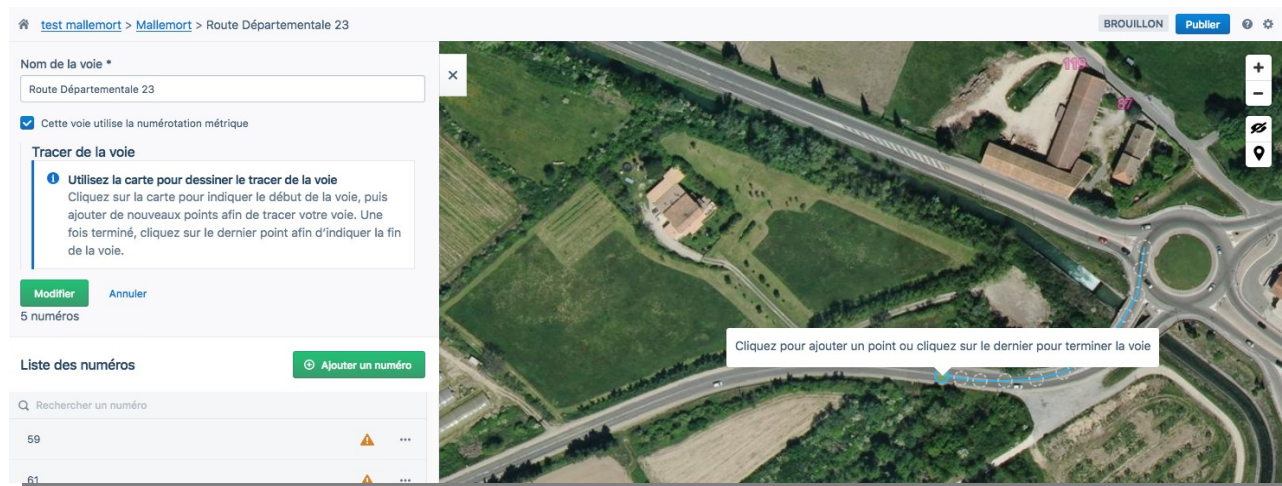 test mallemort > Mallemort > Route Départementale 23
BROUILLON Publier
Nom de la voie *
Route Départementale 23
Cette voie utilise la numérotation métrique
Tracer de la voie
Utilisez la carte pour dessiner le tracer de la voie
Cliquez sur la carte pour indiquer le début de la voie, puis
ajouter de nouveaux points afin de tracer votre voie. Une
fois terminé, cliquez sur le dernier point afin d'indiquer la fin
de la voie.
Modifier Annuler
5 numéros
Liste des numéros
Ajouter un numéro
Rechercher un numéro
59
61
Cliquez pour ajouter un point ou cliquez sur le dernier pour terminer la voie